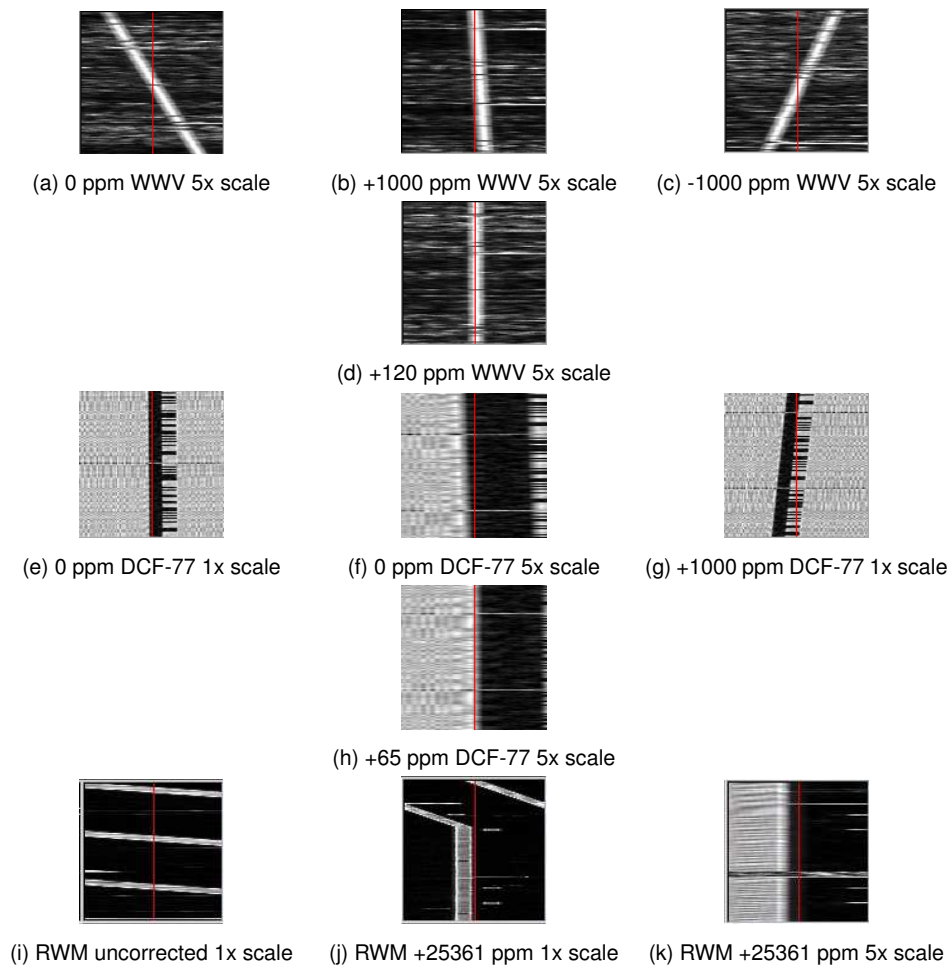 (a) 0 ppm WWV 5x scale
(b) +1000 ppm WWV 5x scale
(c) -1000 ppm WWV 5x scale
(d) +120 ppm WWV 5x scale
(e) 0 ppm DCF-77 1x scale
(f) 0 ppm DCF-77 5x scale
(g) +1000 ppm DCF-77 1x scale
(h) +65 ppm DCF-77 5x scale
(i) RWM uncorrected 1x scale
(j) RWM +25361 ppm 1x scale
(k) RWM +25361 ppm 5x scale